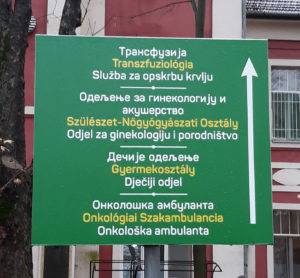 Трансфузија
Transzfuziológia
Služba za opskrbu krvlju
Одељење за гинекологију и
акушерство
Szülészet-Nőgyógyászati Osztály
Odjel za ginekologiju i porodništvo
Дечије одељење
Gyermekosztály
Dječiji odjel
Онколошка амбуланта
Onkológiai Szakambulancia
Onkološka ambulanta